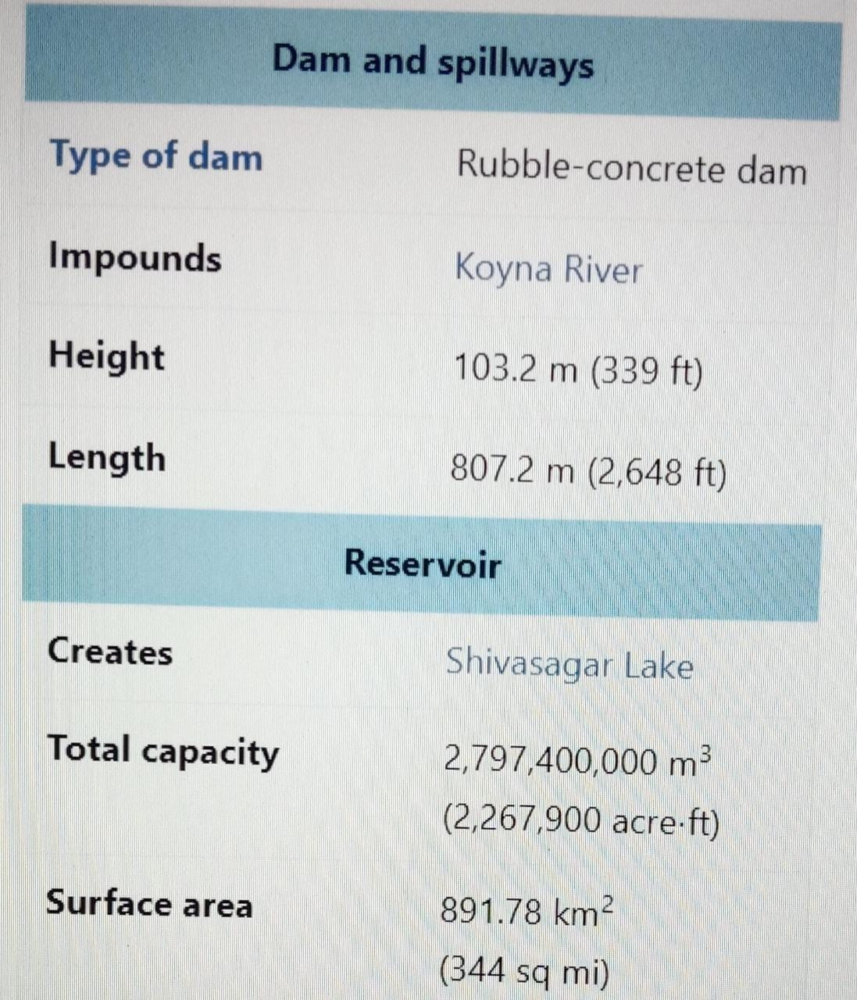 Dam and spillways
Type of dam Rubble-concrete dam
Impounds Koyna River
Height 103.2 m (339 ft)
Length 807.2 m (2,648 ft)
Reservoir
Creates Shivasagar Lake
Total capacity 2,797,400,000 m³
(2,267,900 acre·ft)
Surface area 891.78 km²
(344 sq mi)